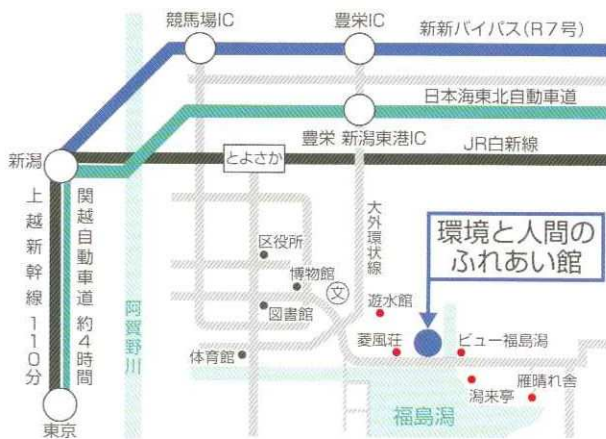 競馬場IC
豊栄IC
新新バイパス(R7号)
日本海東北自動車道
豊栄 新潟東港IC
新潟
とよさか
JR白新線
上越新幹線 110分
関越自動車道 約4時間
阿賀野川
大外環状線
区役所
博物館
文
図書館
体育館
環境と人間の
ふれあい館
遊水館
菱風荘
ビュー福島潟
潟来亭
雁晴れ舎
福島潟
東京